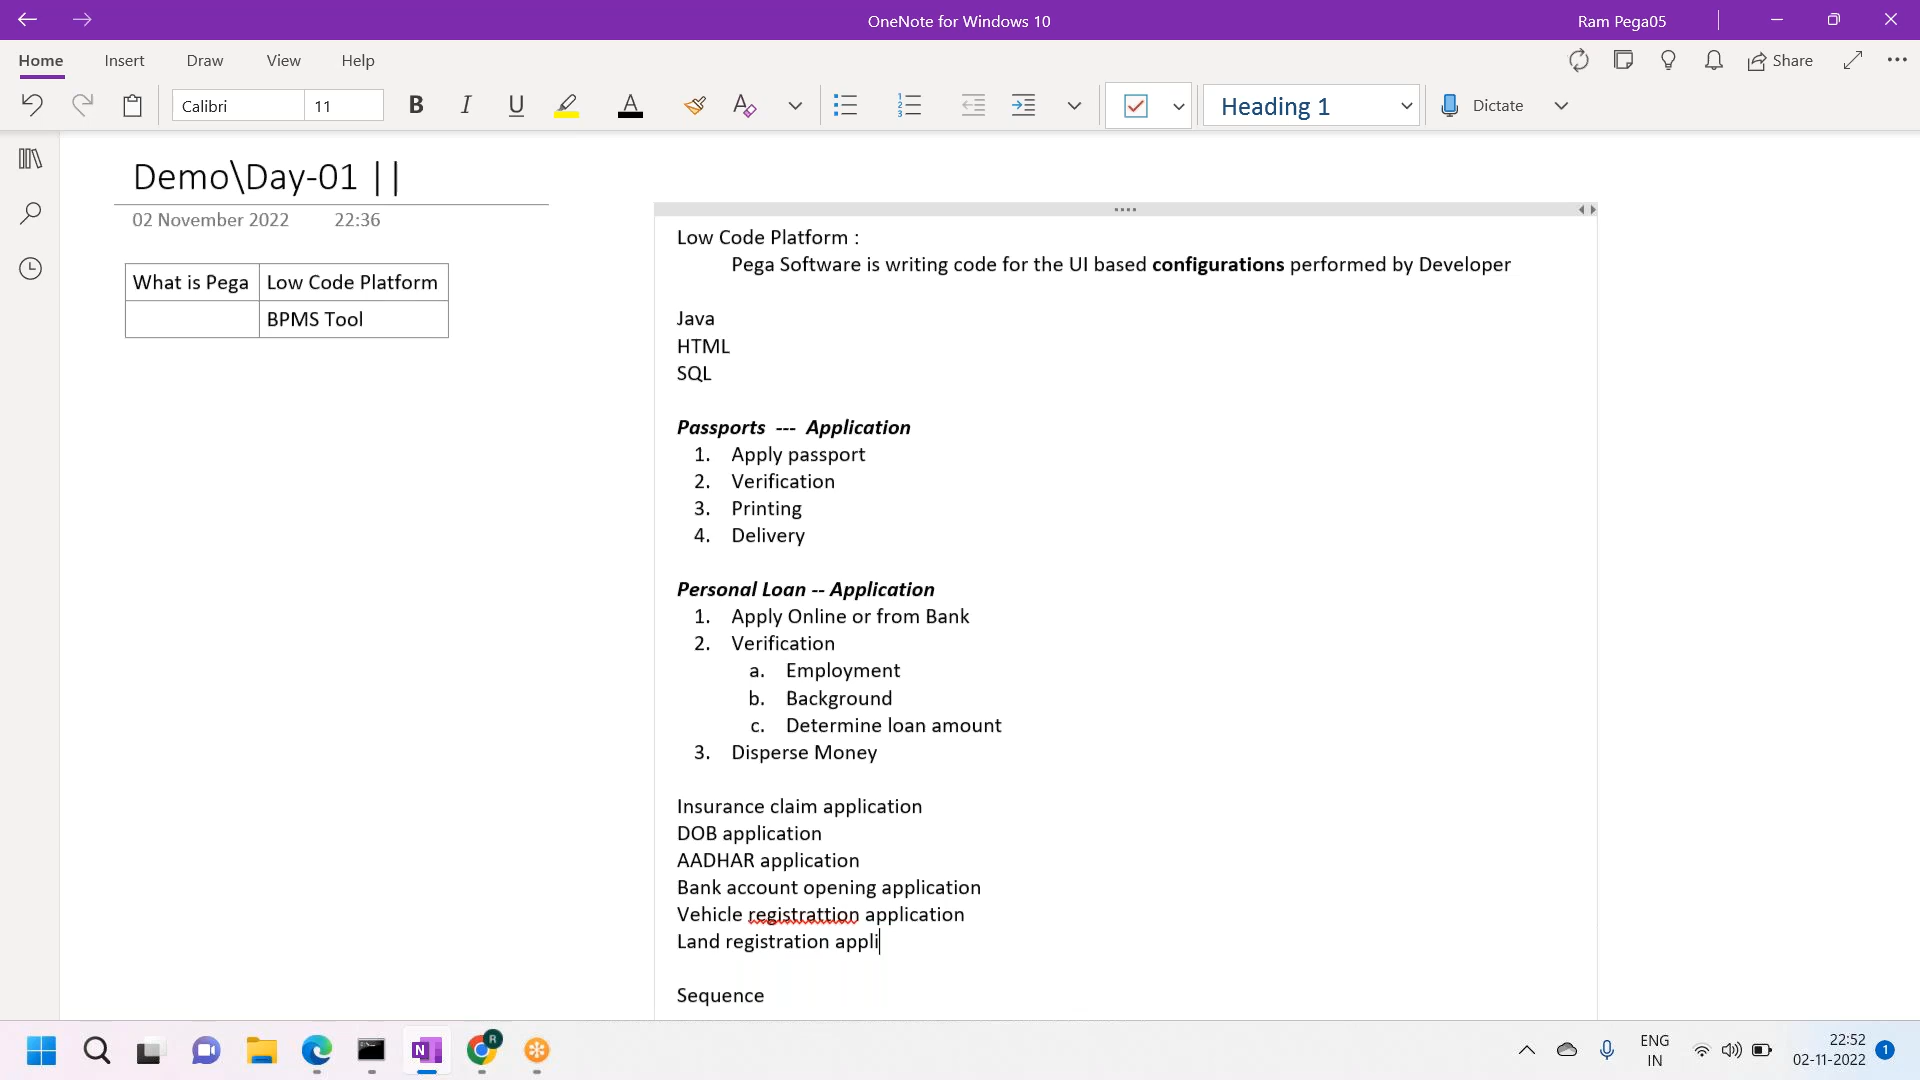 OneNote for Windows 10
Ram Pega05
Home Insert Draw View Help
Share
Calibri 11 B I U A A Heading 1 Dictate
Demo\Day-01 ||
02 November 2022 22:36
What is Pega Low Code Platform
BPMS Tool
Low Code Platform :
Pega Software is writing code for the UI based configurations performed by Developer
Java
HTML
SQL
Passports --- Application
1. Apply passport
2. Verification
3. Printing
4. Delivery
Personal Loan -- Application
1. Apply Online or from Bank
2. Verification
a. Employment
b. Background
c. Determine loan amount
3. Disperse Money
Insurance claim application
DOB application
AADHAR application
Bank account opening application
Vehicle registrattion application
Land registration appli
Sequence
N
R
ENG
IN
22:52
02-11-2022
1